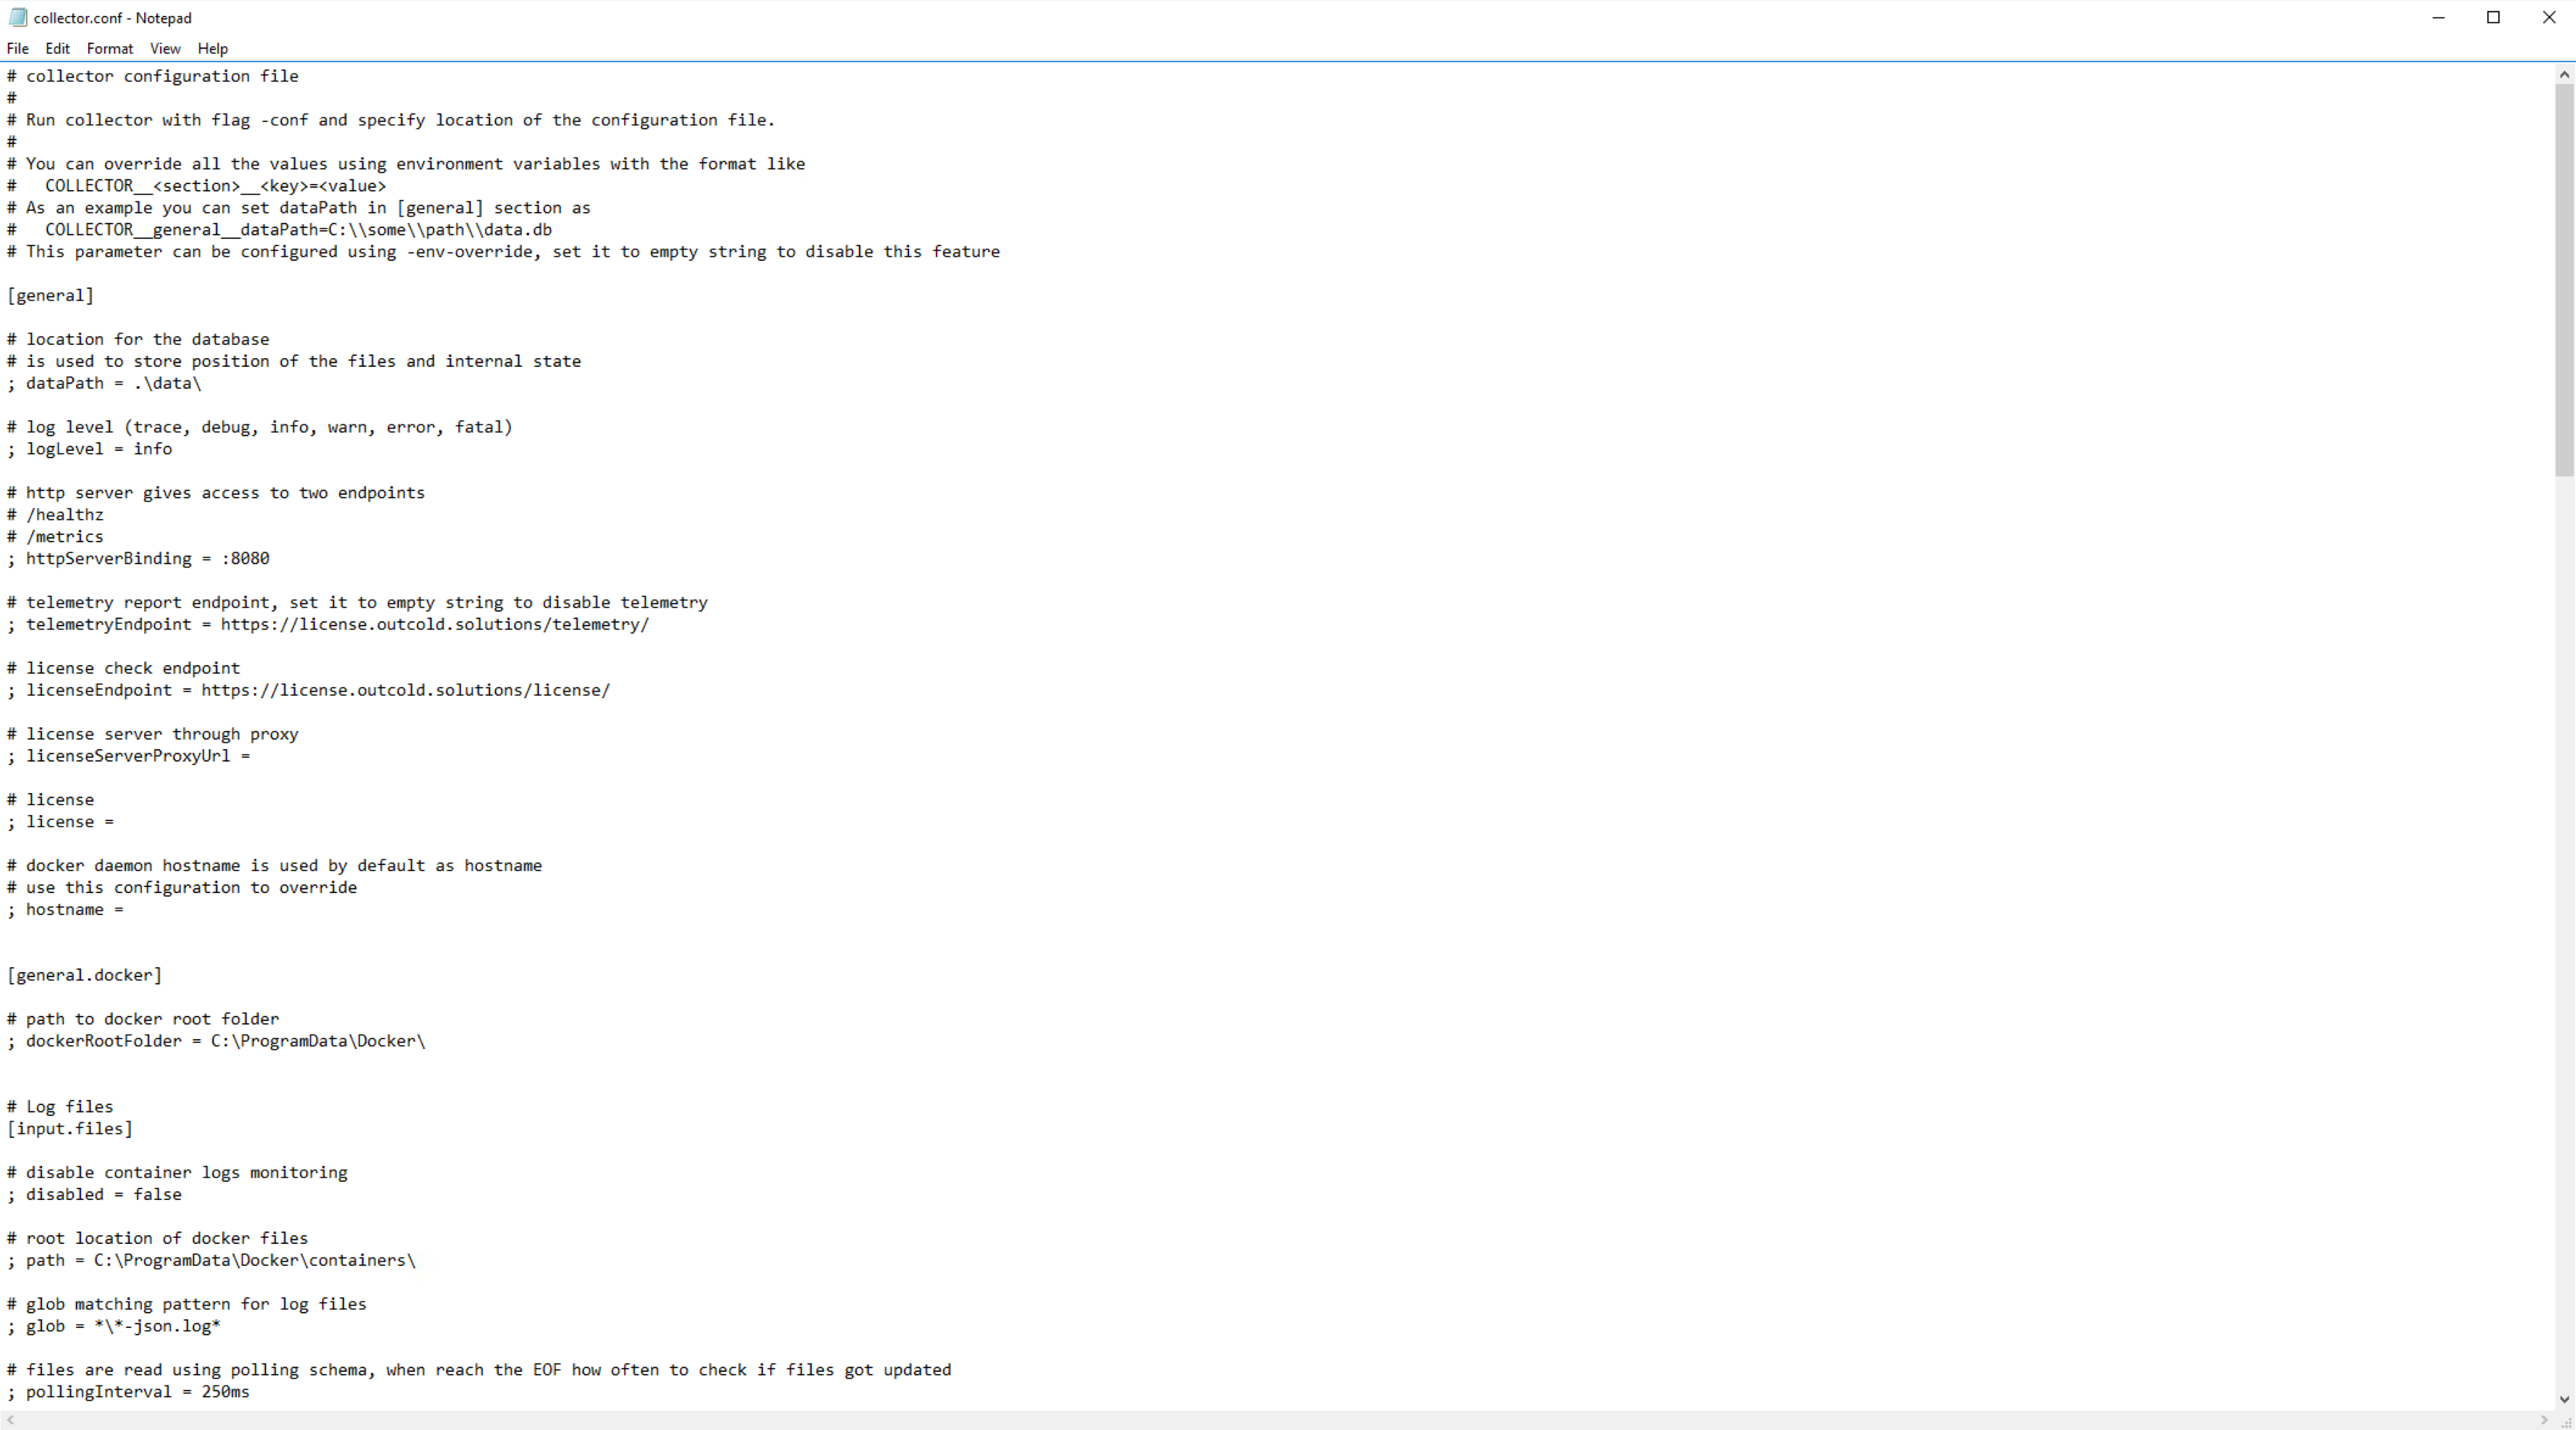 collector.conf - Notepad
File Edit Format View Help
# collector configuration file
#
# Run collector with flag -conf and specify location of the configuration file.
#
# You can override all the values using environment variables with the format like
#   COLLECTOR__<section>__<key>=<value>
# As an example you can set dataPath in [general] section as
#   COLLECTOR__general__dataPath=C:\\some\\path\\data.db
# This parameter can be configured using -env-override, set it to empty string to disable this feature
[general]
# location for the database
# is used to store position of the files and internal state
; dataPath = .\data\
# log level (trace, debug, info, warn, error, fatal)
; logLevel = info
# http server gives access to two endpoints
# /healthz
# /metrics
; httpServerBinding = :8080
# telemetry report endpoint, set it to empty string to disable telemetry
; telemetryEndpoint = https://license.outcold.solutions/telemetry/
# license check endpoint
; licenseEndpoint = https://license.outcold.solutions/license/
# license server through proxy
; licenseServerProxyUrl =
# license
; license =
# docker daemon hostname is used by default as hostname
# use this configuration to override
; hostname =
[general.docker]
# path to docker root folder
; dockerRootFolder = C:\ProgramData\Docker\
# Log files
[input.files]
# disable container logs monitoring
; disabled = false
# root location of docker files
; path = C:\ProgramData\Docker\containers\
# glob matching pattern for log files
; glob = *\*-json.log*
# files are read using polling schema, when reach the EOF how often to check if files got updated
; pollingInterval = 250ms